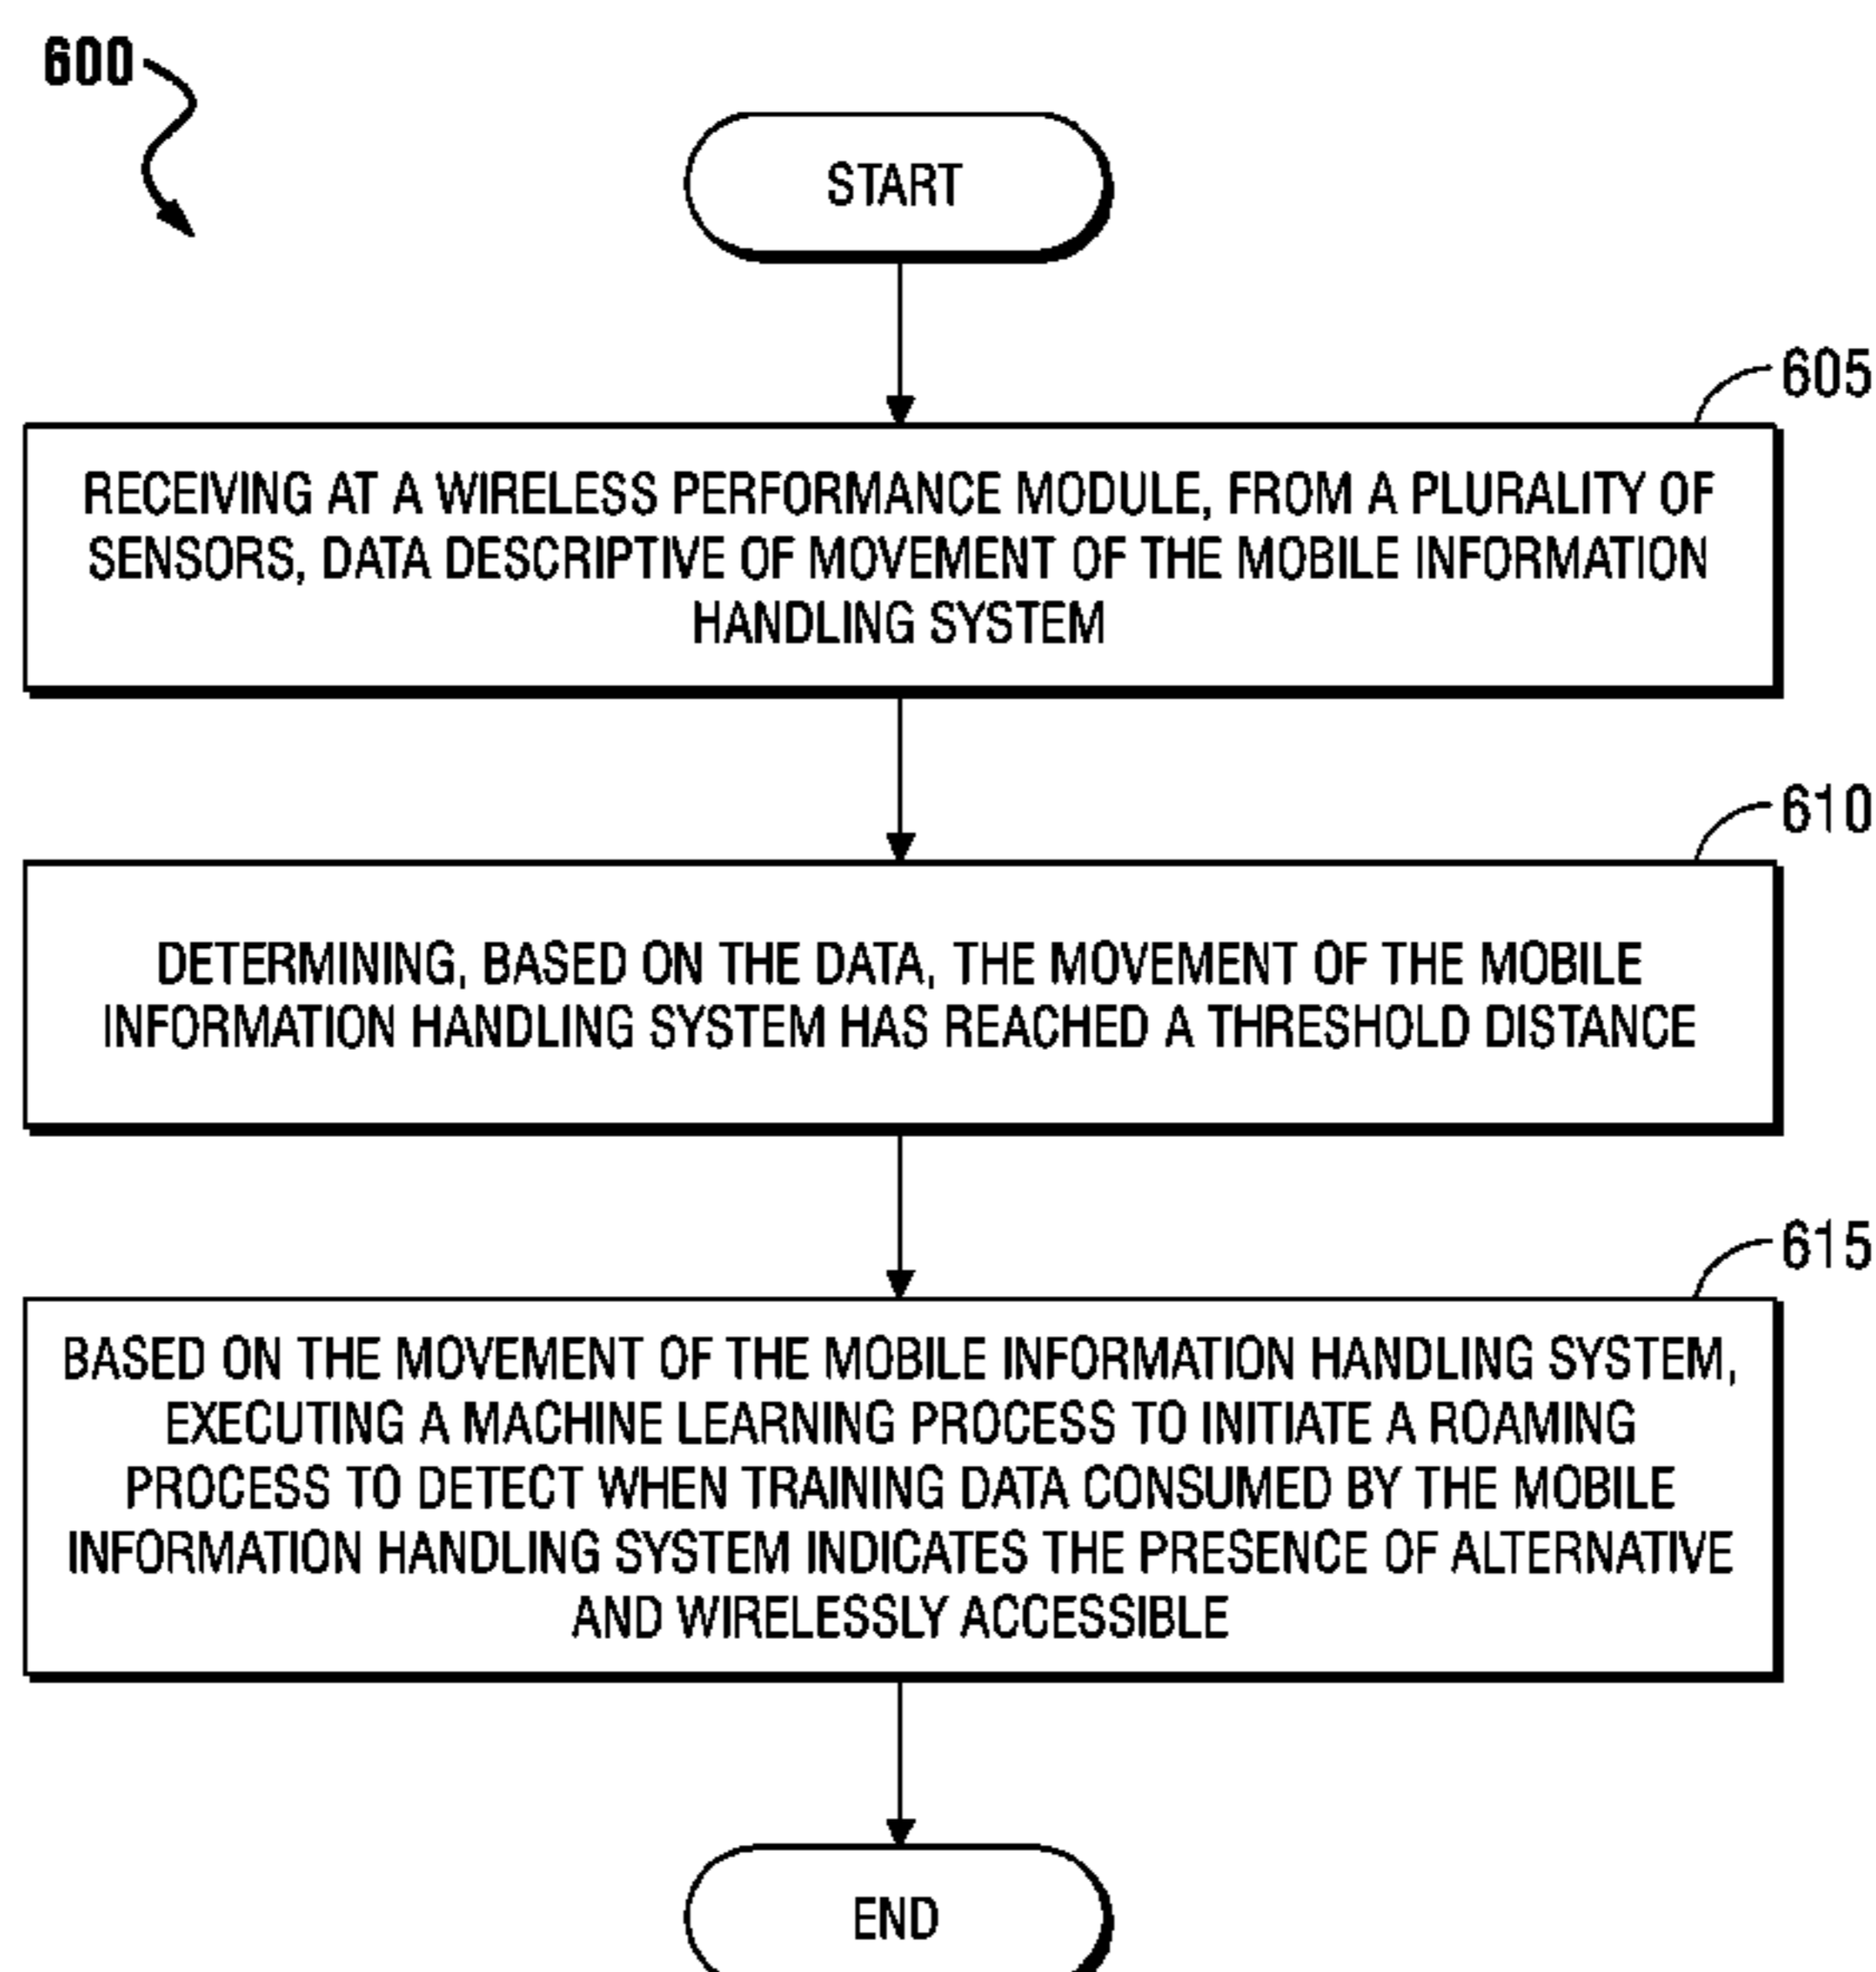 600
START
605
RECEIVING AT A WIRELESS PERFORMANCE MODULE, FROM A PLURALITY OF
SENSORS, DATA DESCRIPTIVE OF MOVEMENT OF THE MOBILE INFORMATION
HANDLING SYSTEM
610
DETERMINING, BASED ON THE DATA, THE MOVEMENT OF THE MOBILE
INFORMATION HANDLING SYSTEM HAS REACHED A THRESHOLD DISTANCE
615
BASED ON THE MOVEMENT OF THE MOBILE INFORMATION HANDLING SYSTEM,
EXECUTING A MACHINE LEARNING PROCESS TO INITIATE A ROAMING
PROCESS TO DETECT WHEN TRAINING DATA CONSUMED BY THE MOBILE
INFORMATION HANDLING SYSTEM INDICATES THE PRESENCE OF ALTERNATIVE
AND WIRELESSLY ACCESSIBLE
END